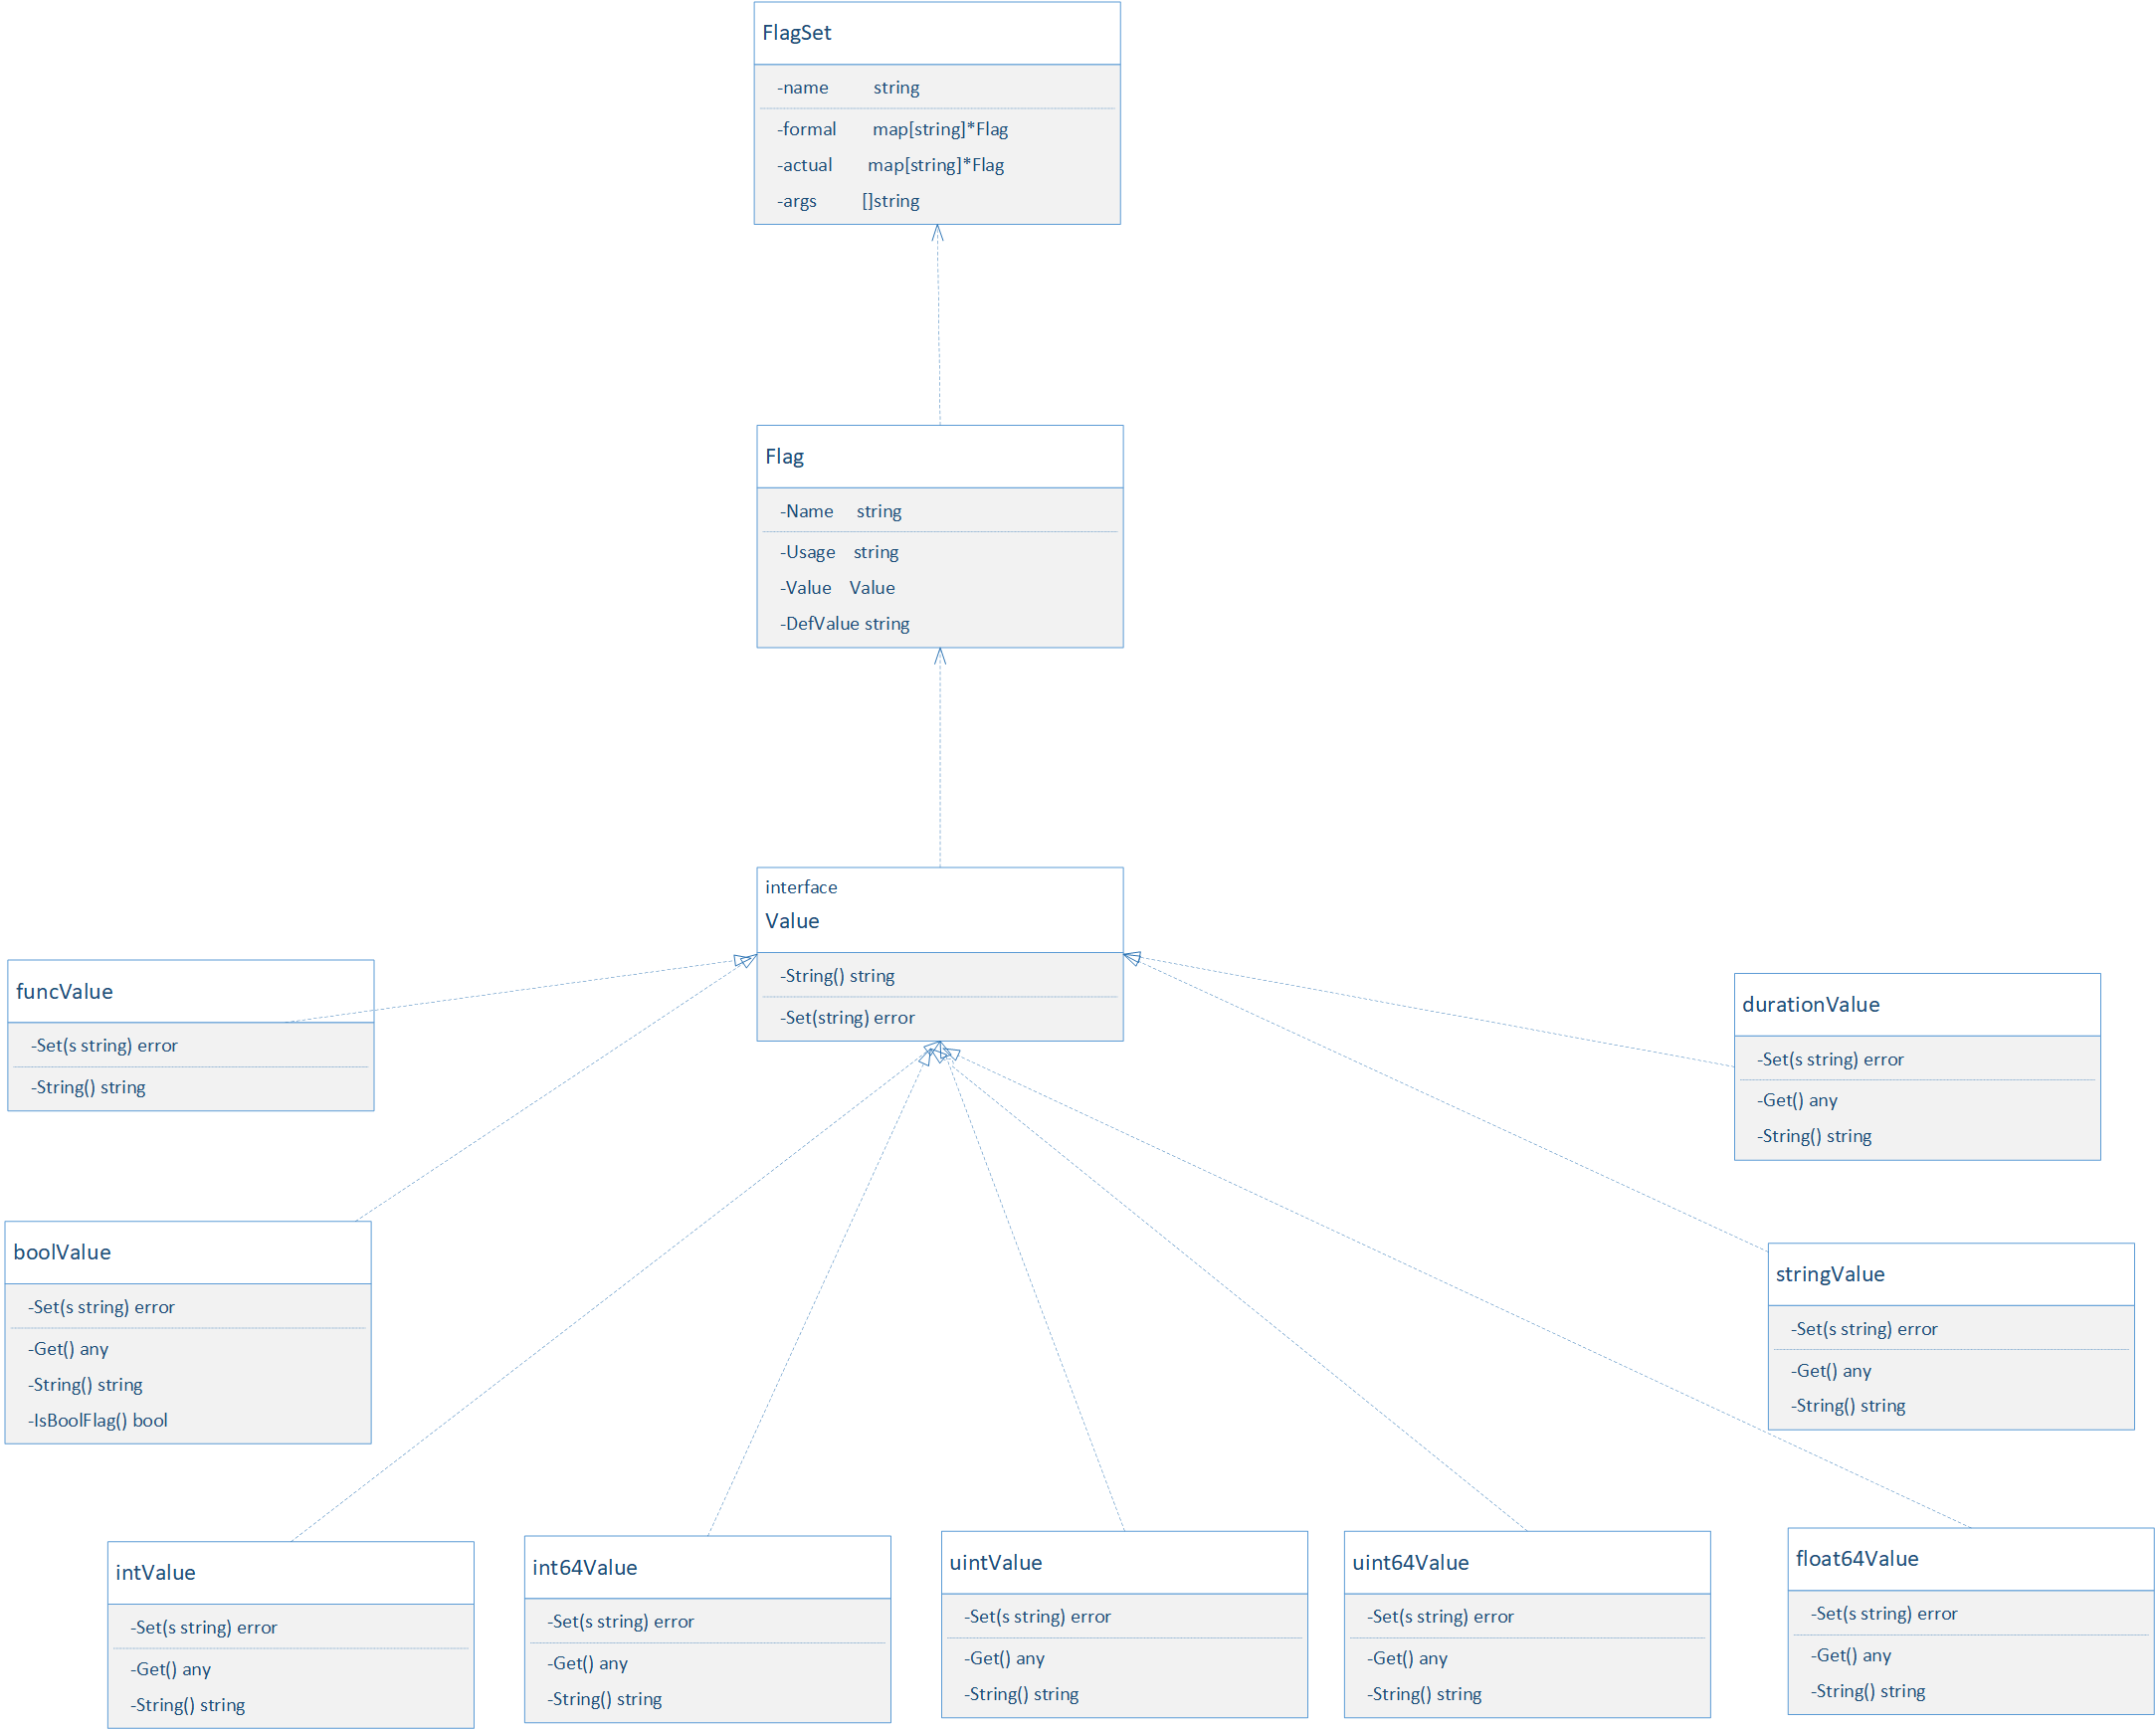 FlagSet
-name string
-formal map[string]*Flag
-actual map[string]*Flag
-args []string
Flag
-Name string
-Usage string
-Value Value
-DefValue string
interface
Value
-String() string
-Set(string) error
funcValue
-Set(s string) error
-String() string
durationValue
-Set(s string) error
-Get() any
-String() string
boolValue
-Set(s string) error
-Get() any
-String() string
-IsBoolFlag() bool
stringValue
-Set(s string) error
-Get() any
-String() string
intValue
-Set(s string) error
-Get() any
-String() string
int64Value
-Set(s string) error
-Get() any
-String() string
uintValue
-Set(s string) error
-Get() any
-String() string
uint64Value
-Set(s string) error
-Get() any
-String() string
float64Value
-Set(s string) error
-Get() any
-String() string